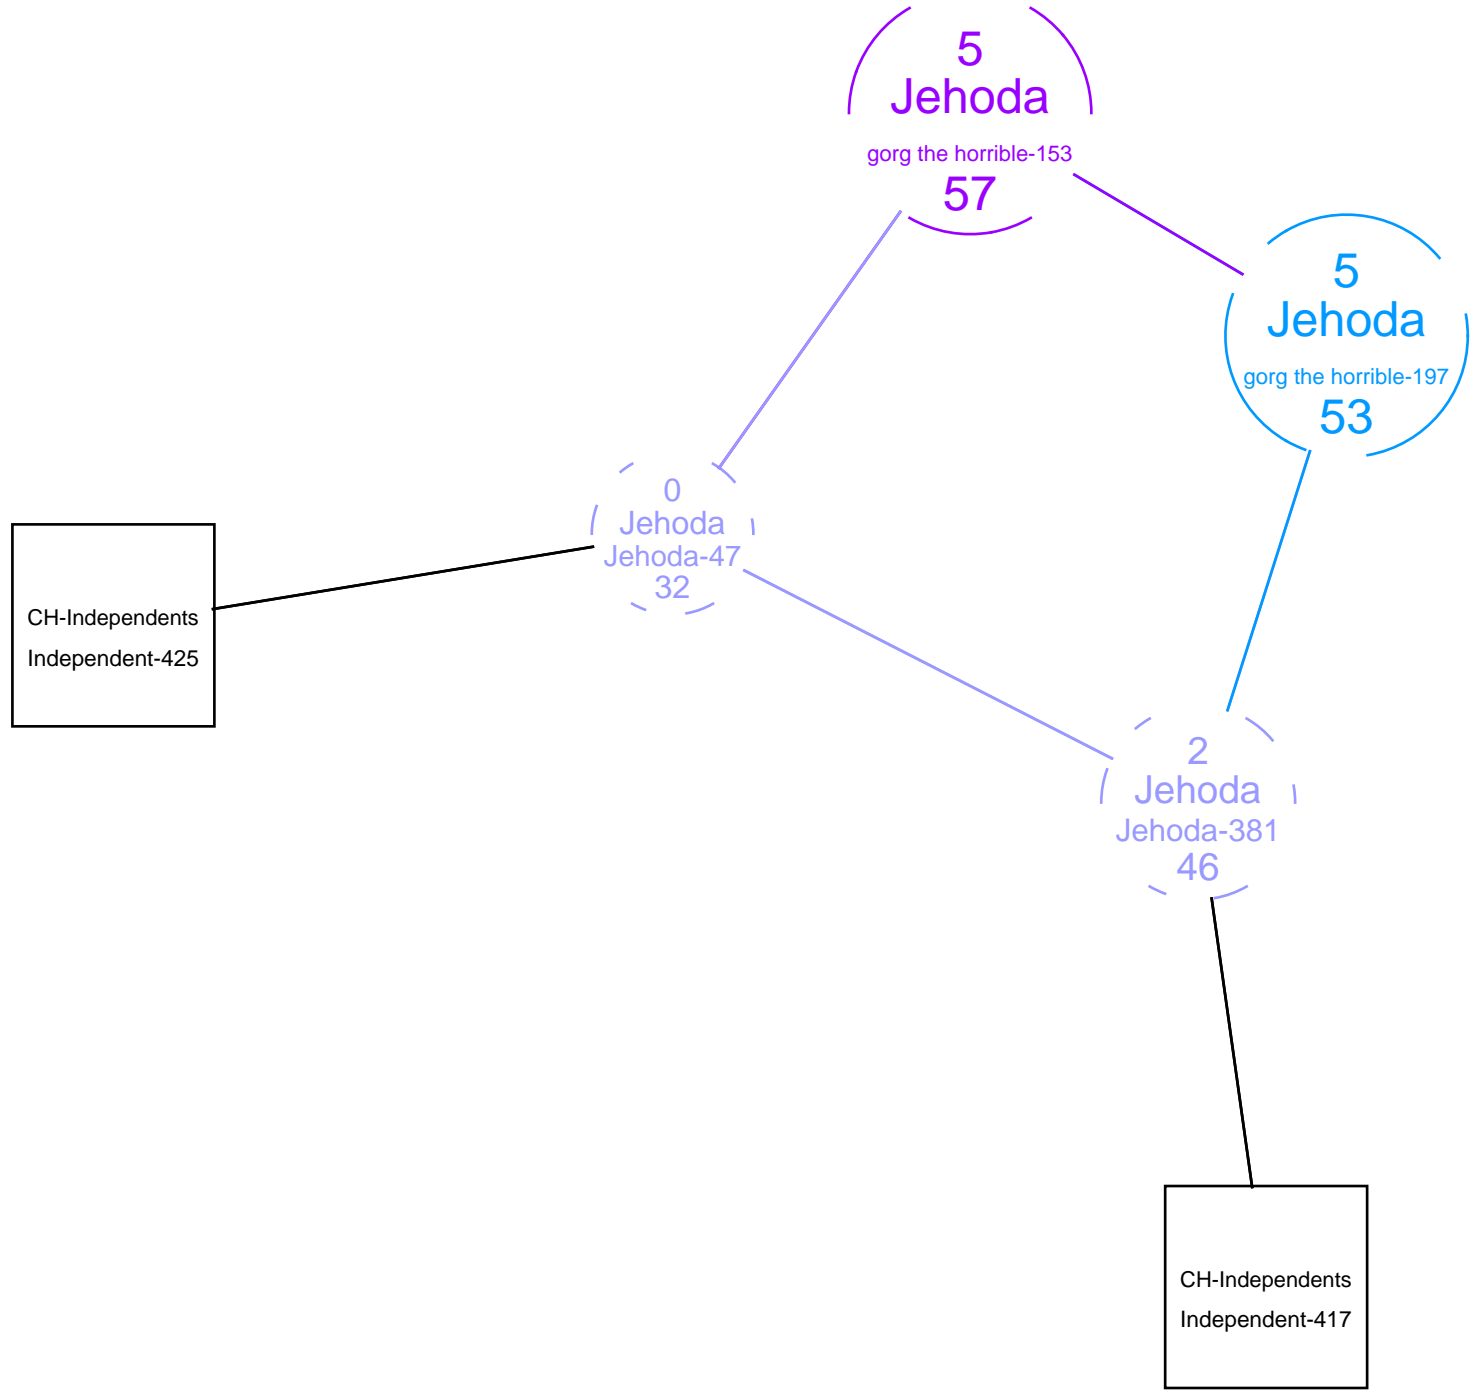 5
Jehoda
gorg the horrible-153
57
5
Jehoda
gorg the horrible-197
53
0
Jehoda
Jehoda-47
32
CH-Independents
Independent-425
2
Jehoda
Jehoda-381
46
CH-Independents
Independent-417